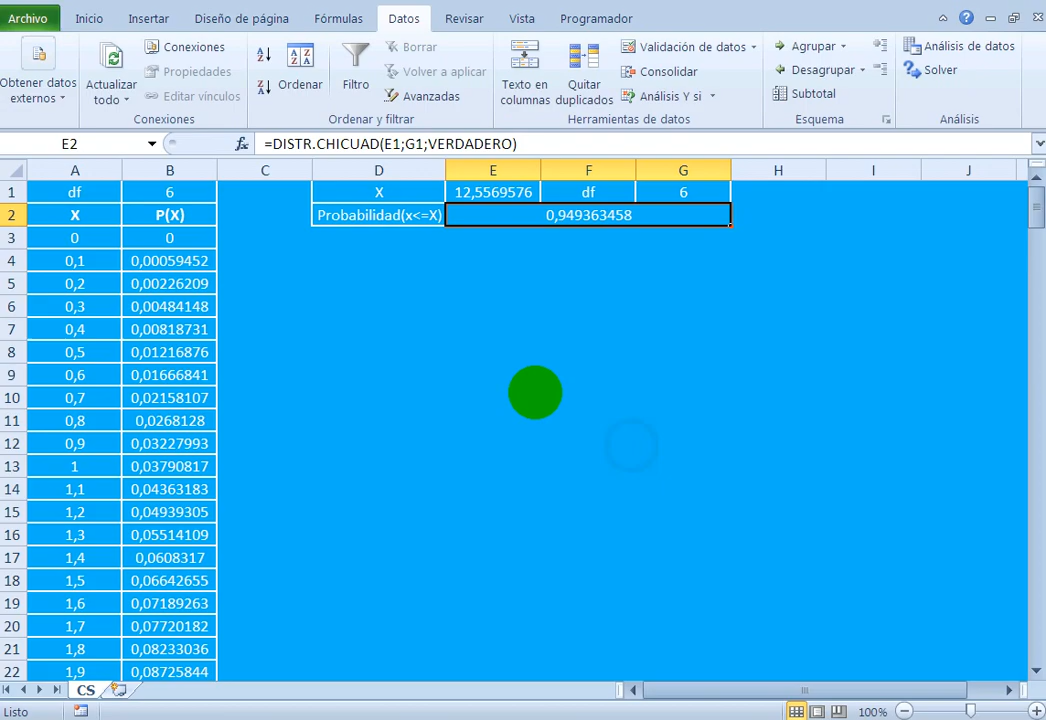 Archivo Inicio Insertar Diseño de página Fórmulas Datos Revisar Vista Programador
Obtener datos externos
Actualizar todo
Conexiones
Propiedades
Editar vínculos
Conexiones
Ordenar
Filtro
Borrar
Volver a aplicar
Avanzadas
Ordenar y filtrar
Texto en columnas
Quitar duplicados
Validación de datos
Consolidar
Análisis Y si
Herramientas de datos
Agrupar
Desagrupar
Subtotal
Esquema
Análisis de datos
Solver
Análisis
E2 fx =DISTR.CHICUAD(E1;G1;VERDADERO)
A B C D E F G H I J
1 df 6 X 12,5569576 df 6
2 X P(X) Probabilidad(x<=X) 0,949363458
3 0 0
4 0,1 0,00059452
5 0,2 0,00226209
6 0,3 0,00484148
7 0,4 0,00818731
8 0,5 0,01216876
9 0,6 0,01666841
10 0,7 0,02158107
11 0,8 0,0268128
12 0,9 0,03227993
13 1 0,03790817
14 1,1 0,04363183
15 1,2 0,04939305
16 1,3 0,05514109
17 1,4 0,0608317
18 1,5 0,06642655
19 1,6 0,07189263
20 1,7 0,07720182
21 1,8 0,08233036
22 1,9 0,08725844
CS
Listo 100%